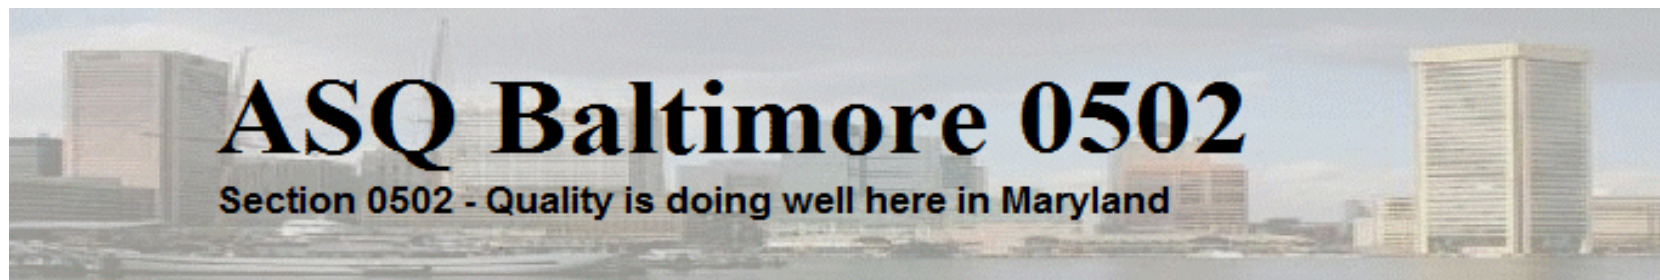 ASQ Baltimore 0502
Section 0502 - Quality is doing well here in Maryland